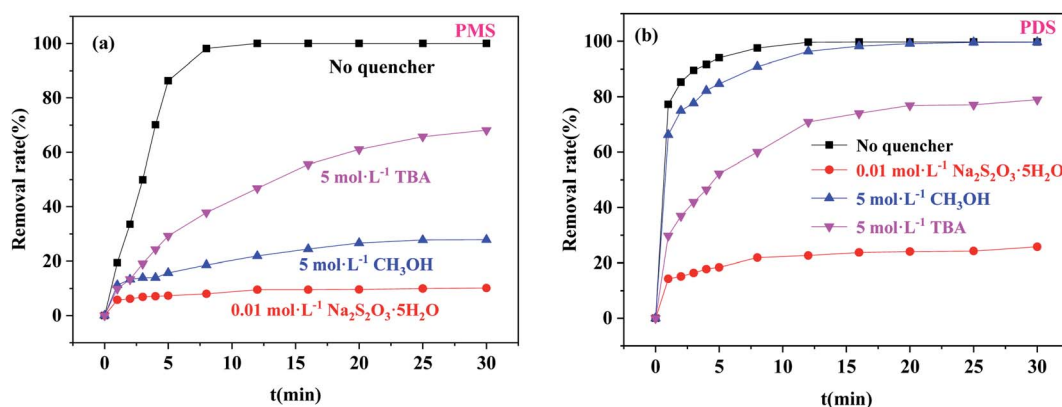 (a)
PMS
No quencher
5 mol·L⁻¹ TBA
5 mol·L⁻¹ CH₃OH
0.01 mol·L⁻¹ Na₂S₂O₃·5H₂O
Removal rate(%)
100
80
60
40
20
0
0 5 10 15 20 25 30
t(min)
(b)
PDS
No quencher
0.01 mol·L⁻¹ Na₂S₂O₃·5H₂O
5 mol·L⁻¹ CH₃OH
5 mol·L⁻¹ TBA
Removal rate(%)
100
80
60
40
20
0
0 5 10 15 20 25 30
t(min)